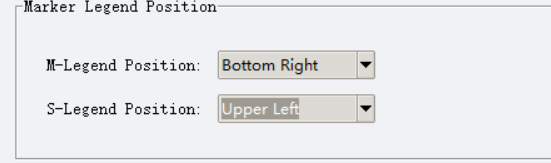 Marker Legend Position
M-Legend Position: Bottom Right
S-Legend Position: Upper Left